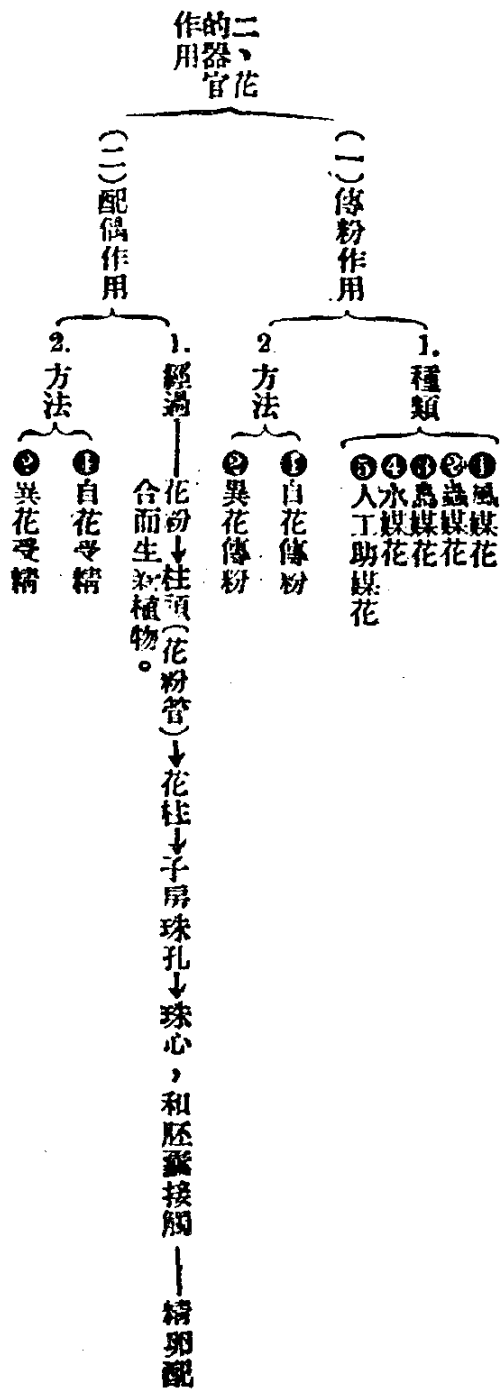 二、花
的器官
作用
(一)傳粉作用
1.種類
❶風媒花
❷蟲媒花
❸鳥媒花
❹水媒花
❺人工助媒花
2.方法
❶自花傳粉
❷異花傳粉
(二)配偶作用
1.經過——花粉→柱頭(花粉管)→花柱→子房珠孔→珠心,和胚囊接觸——精卵配
合而生新植物。
2.方法
❶自花受精
❷異花受精